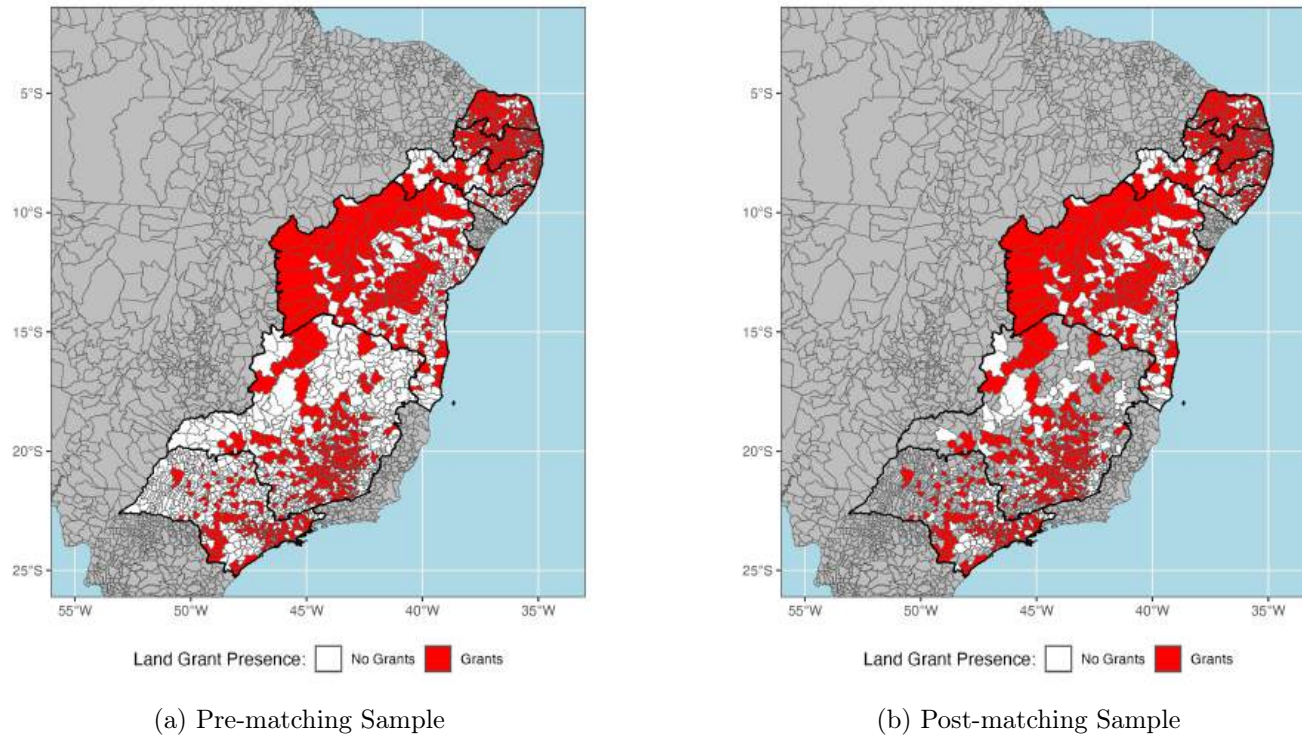 5°S
10°S
15°S
20°S
25°S
55°W 50°W 45°W 40°W 35°W
Land Grant Presence: No Grants Grants
(a) Pre-matching Sample
5°S
10°S
15°S
20°S
25°S
55°W 50°W 45°W 40°W 35°W
Land Grant Presence: No Grants Grants
(b) Post-matching Sample